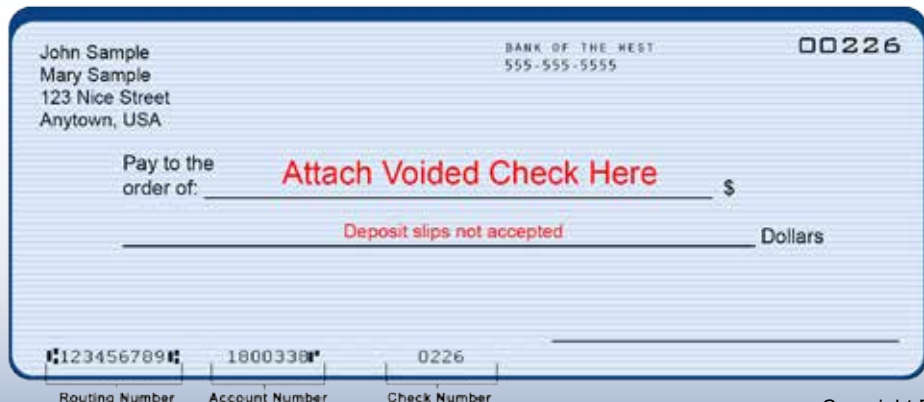 John Sample
Mary Sample
123 Nice Street
Anytown, USA
BANK OF THE WEST
555-555-5555
00226
Pay to the
order of:
Attach Voided Check Here
$
Deposit slips not accepted
Dollars
⑆123456789⑆ 1800338⑈ 0226
Routing Number Account Number Check Number